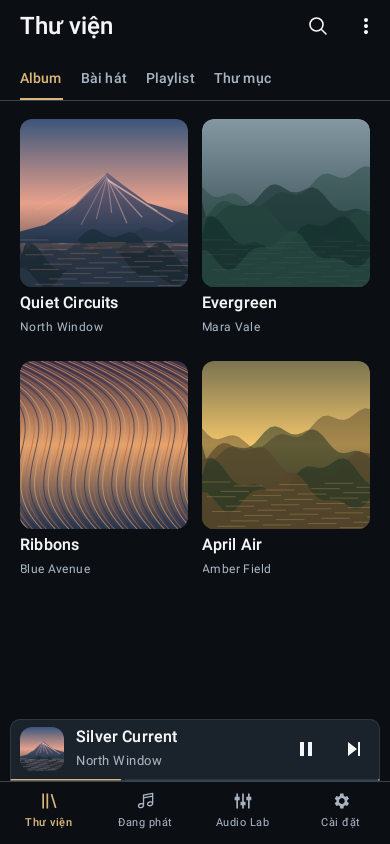 Thư viện
Album Bài hát Playlist Thư mục
Quiet Circuits
North Window
Evergreen
Mara Vale
Ribbons
Blue Avenue
April Air
Amber Field
Silver Current
North Window
Thư viện Đang phát Audio Lab Cài đặt